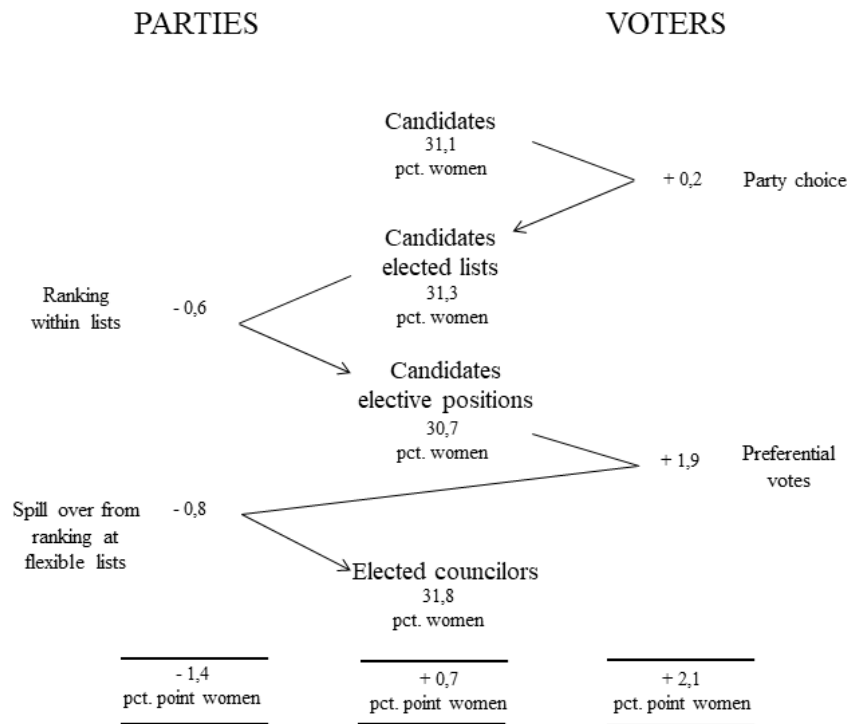 PARTIES
VOTERS
Candidates
31,1
pct. women
+ 0,2
Party choice
Candidates
elected lists
31,3
pct. women
Ranking
within lists
- 0,6
Candidates
elective positions
30,7
pct. women
+ 1,9
Preferential
votes
Spill over from
ranking at
flexible lists
- 0,8
Elected councilors
31,8
pct. women
- 1,4
pct. point women
+ 0,7
pct. point women
+ 2,1
pct. point women